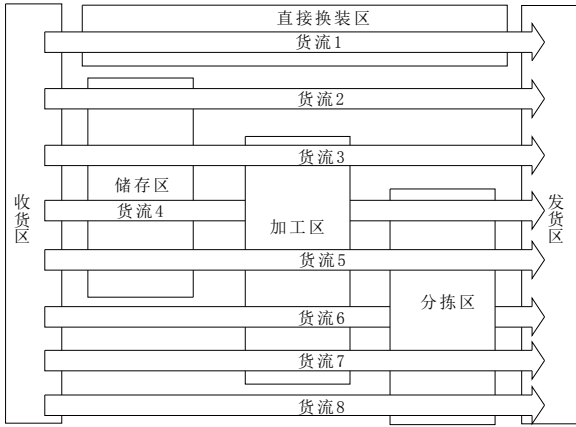 直接换装区
货流1
货流2
货流3
储存区
收货区
货流4
加工区
发货区
货流5
分拣区
货流6
货流7
货流8